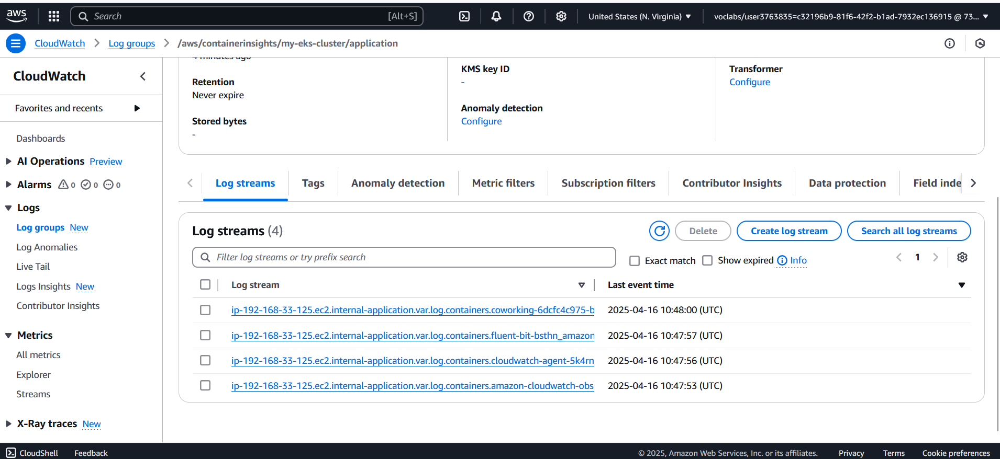 aws
Search [Alt+S]
United States (N. Virginia)
voclabs/user3763835=c32196b9-81f6-42f2-b1ad-7932ec136915 @ 73...
CloudWatch
Log groups
/aws/containerinsights/my-eks-cluster/application
CloudWatch
Favorites and recents
Dashboards
AI Operations Preview
Alarms 0 0 0
Logs
Log groups New
Log Anomalies
Live Tail
Logs Insights New
Contributor Insights
Metrics
All metrics
Explorer
Streams
X-Ray traces New
4 minutes ago
Retention
Never expire
Stored bytes
-
KMS key ID
-
Anomaly detection
Configure
Transformer
Configure
Log streams
Tags
Anomaly detection
Metric filters
Subscription filters
Contributor Insights
Data protection
Field inde
Log streams (4)
Delete
Create log stream
Search all log streams
Filter log streams or try prefix search
Exact match
Show expired
Info
1
Log stream
Last event time
ip-192-168-33-125.ec2.internal-application.var.log.containers.coworking-6dcfc4c975-b 2025-04-16 10:48:00 (UTC)
ip-192-168-33-125.ec2.internal-application.var.log.containers.fluent-bit-bsthn_amazon 2025-04-16 10:47:57 (UTC)
ip-192-168-33-125.ec2.internal-application.var.log.containers.cloudwatch-agent-5k4rn 2025-04-16 10:47:56 (UTC)
ip-192-168-33-125.ec2.internal-application.var.log.containers.amazon-cloudwatch-obs 2025-04-16 10:47:53 (UTC)
CloudShell
Feedback
© 2025, Amazon Web Services, Inc. or its affiliates.
Privacy
Terms
Cookie preferences